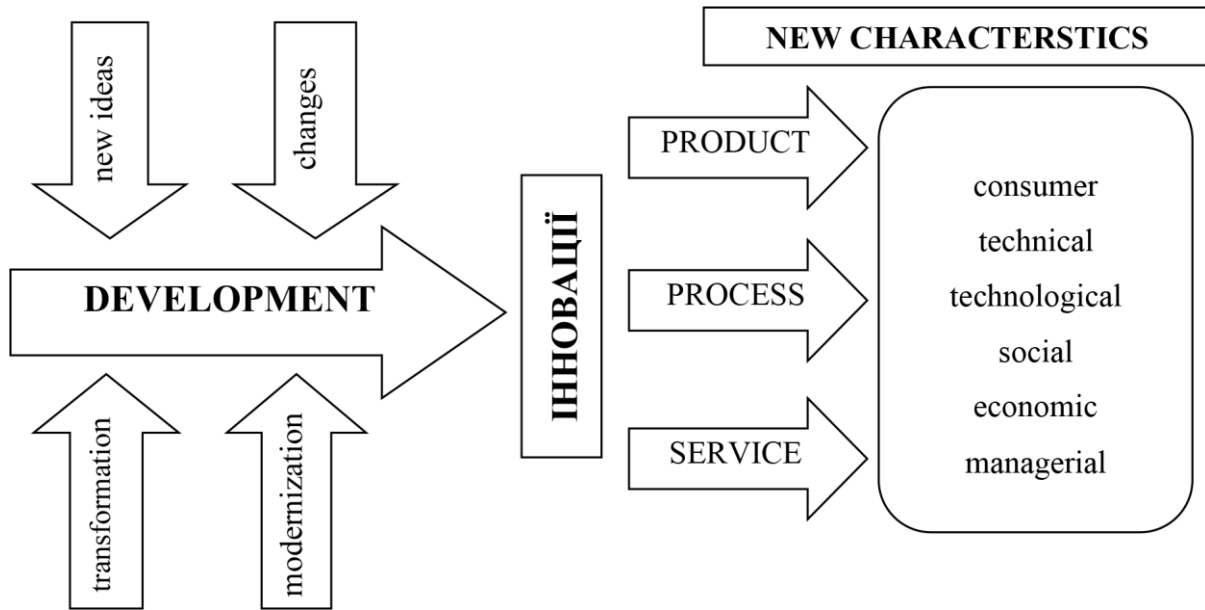 new ideas
changes
DEVELOPMENT
transformation
modernization
ІННОВАЦІЇ
NEW CHARACTERSTICS
PRODUCT
PROCESS
SERVICE
consumer
technical
technological
social
economic
managerial